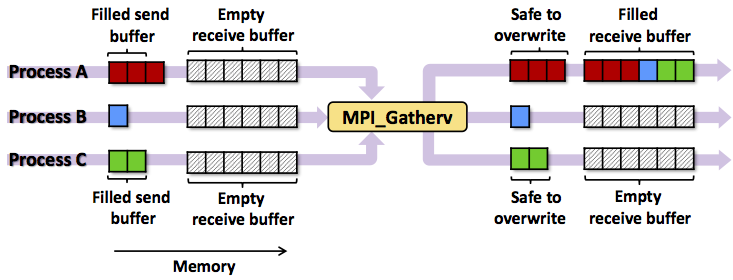 Filled send
buffer
Empty
receive buffer
Safe to
overwrite
Filled
receive buffer
Process A
Process B
MPI_Gatherv
Process C
Filled send
buffer
Empty
receive buffer
Safe to
overwrite
Empty
receive buffer
Memory